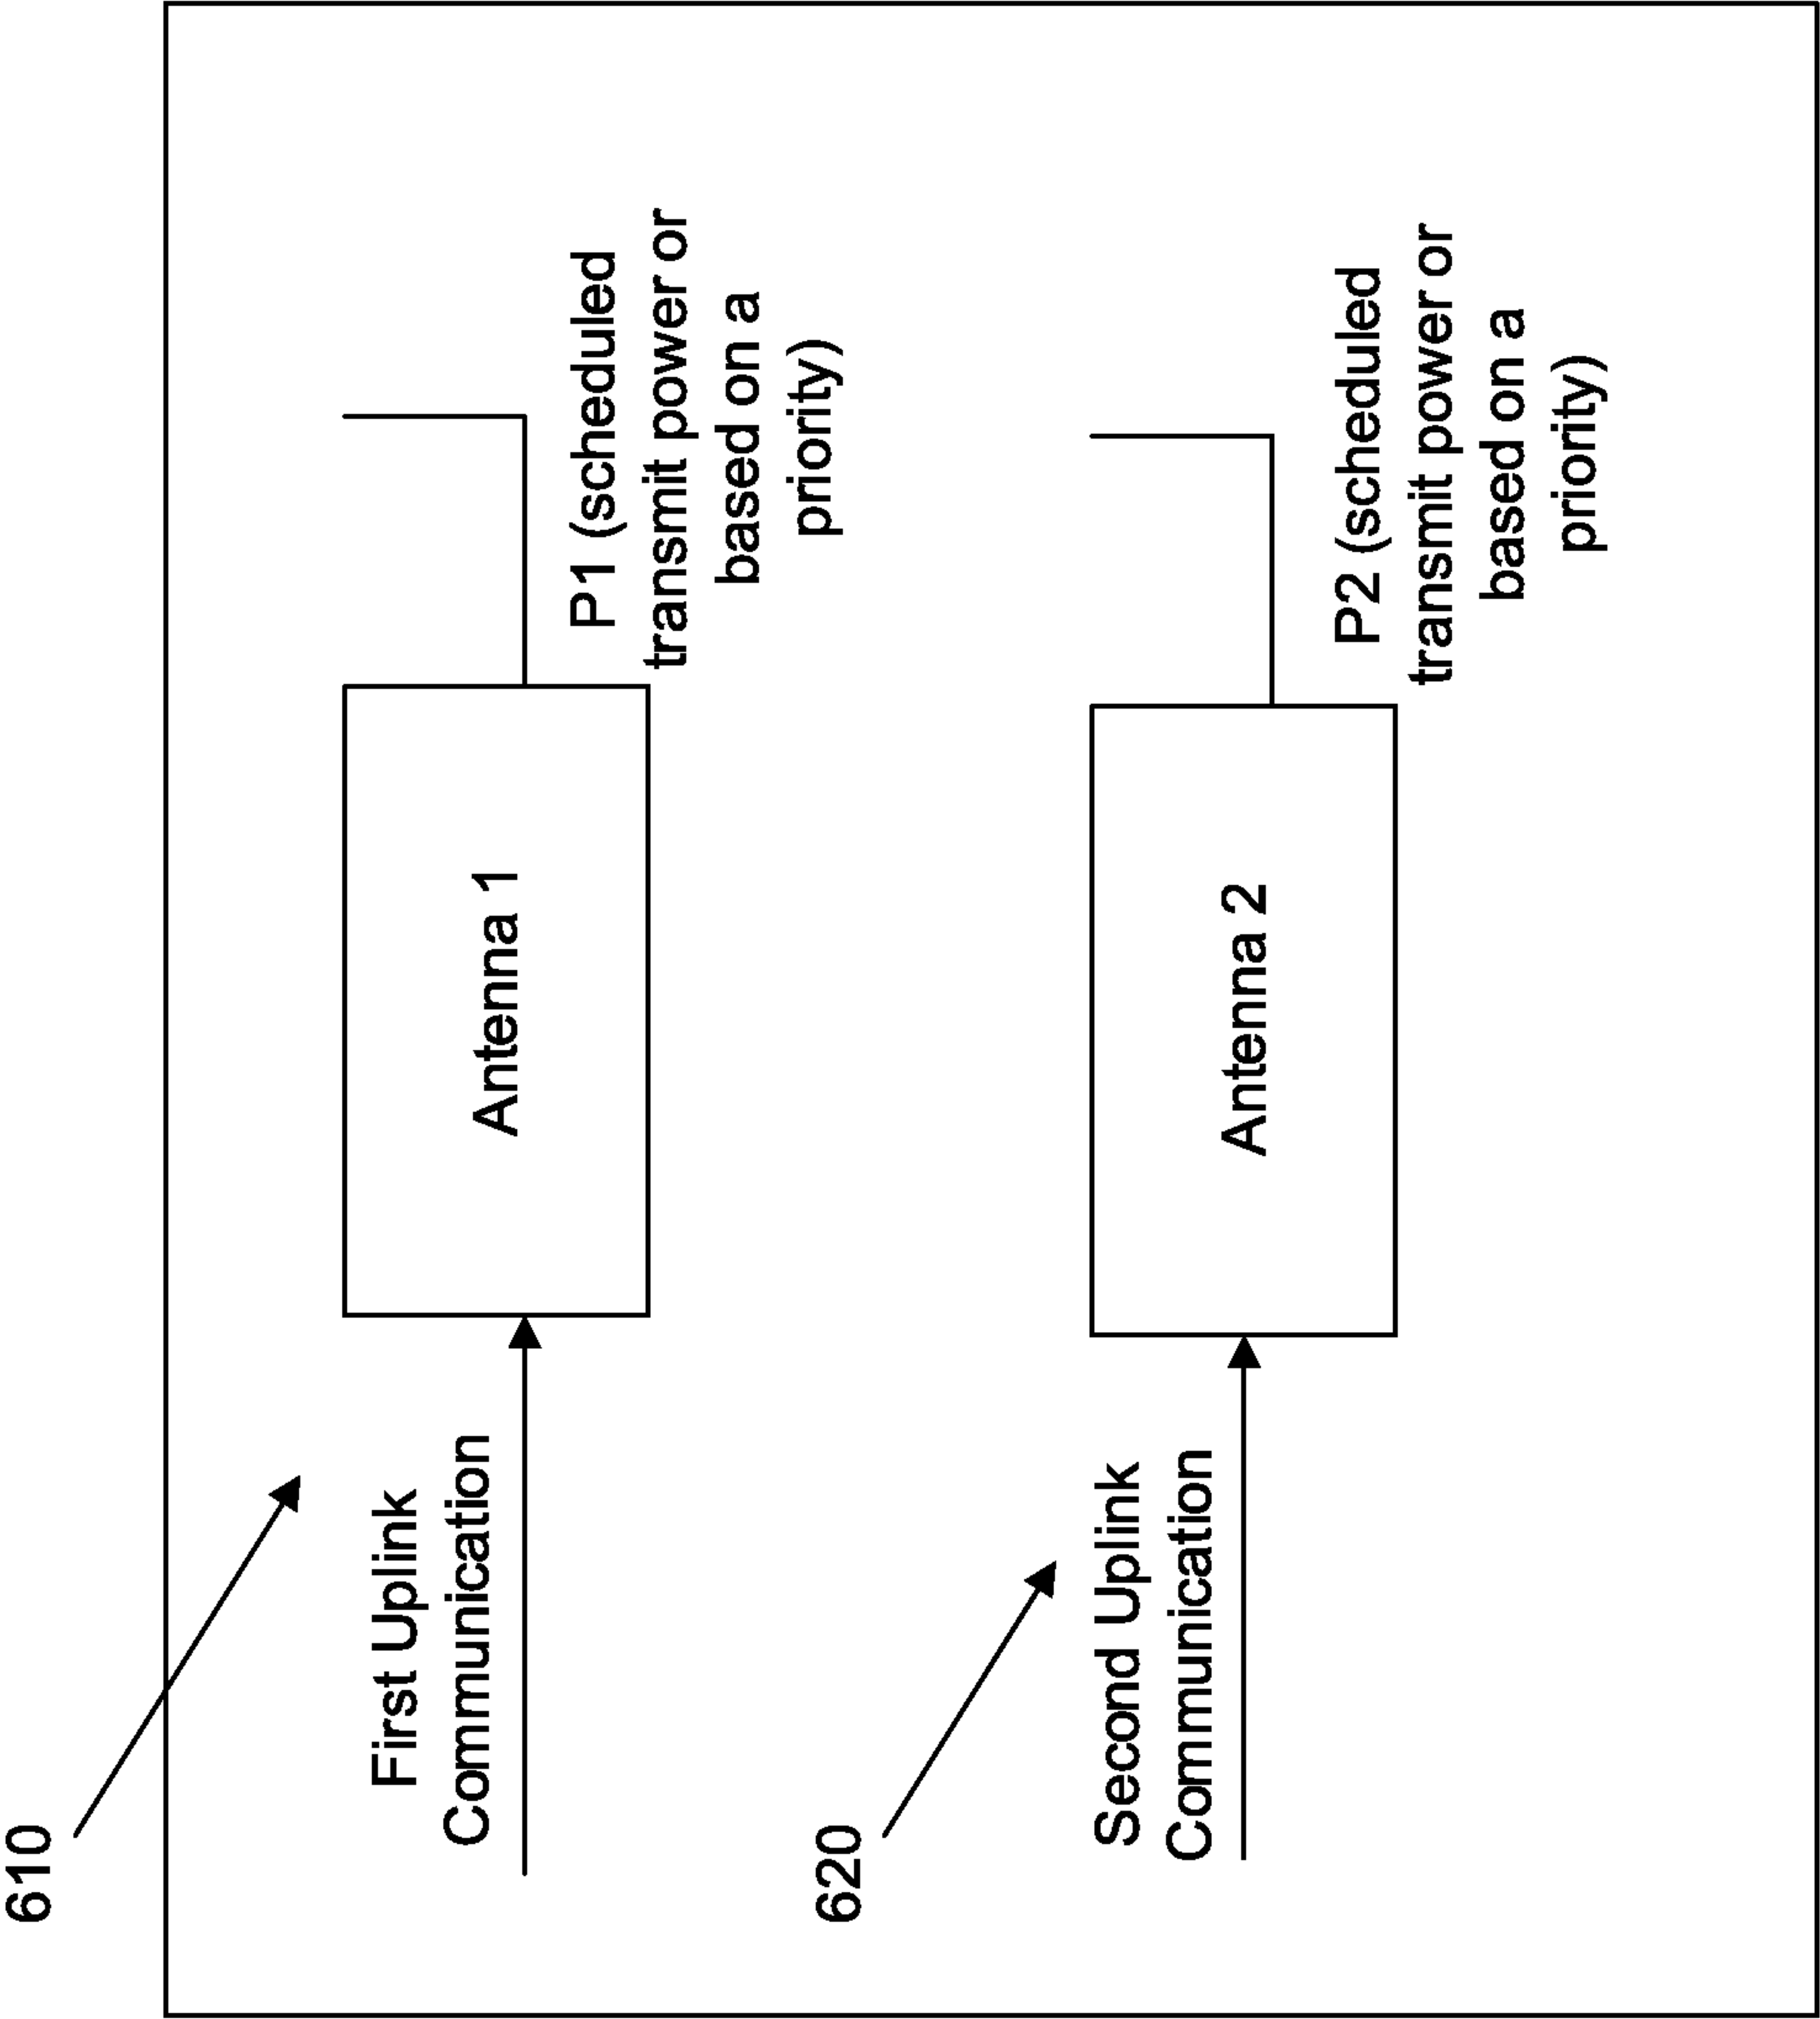 610
First Uplink
Communication
Antenna 1
P1 (scheduled
transmit power or
based on a
priority)
620
Second Uplink
Communication
Antenna 2
P2 (scheduled
transmit power or
based on a
priority)